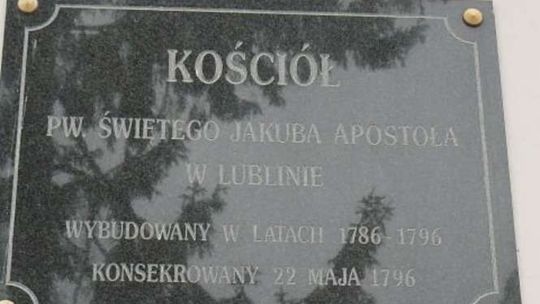 KOŚCIÓŁ
PW. ŚWIĘTEGO JAKUBA APOSTOŁA
W LUBLINIE
WYBUDOWANY W LATACH 1786-1796
KONSEKROWANY 22 MAJA 1796